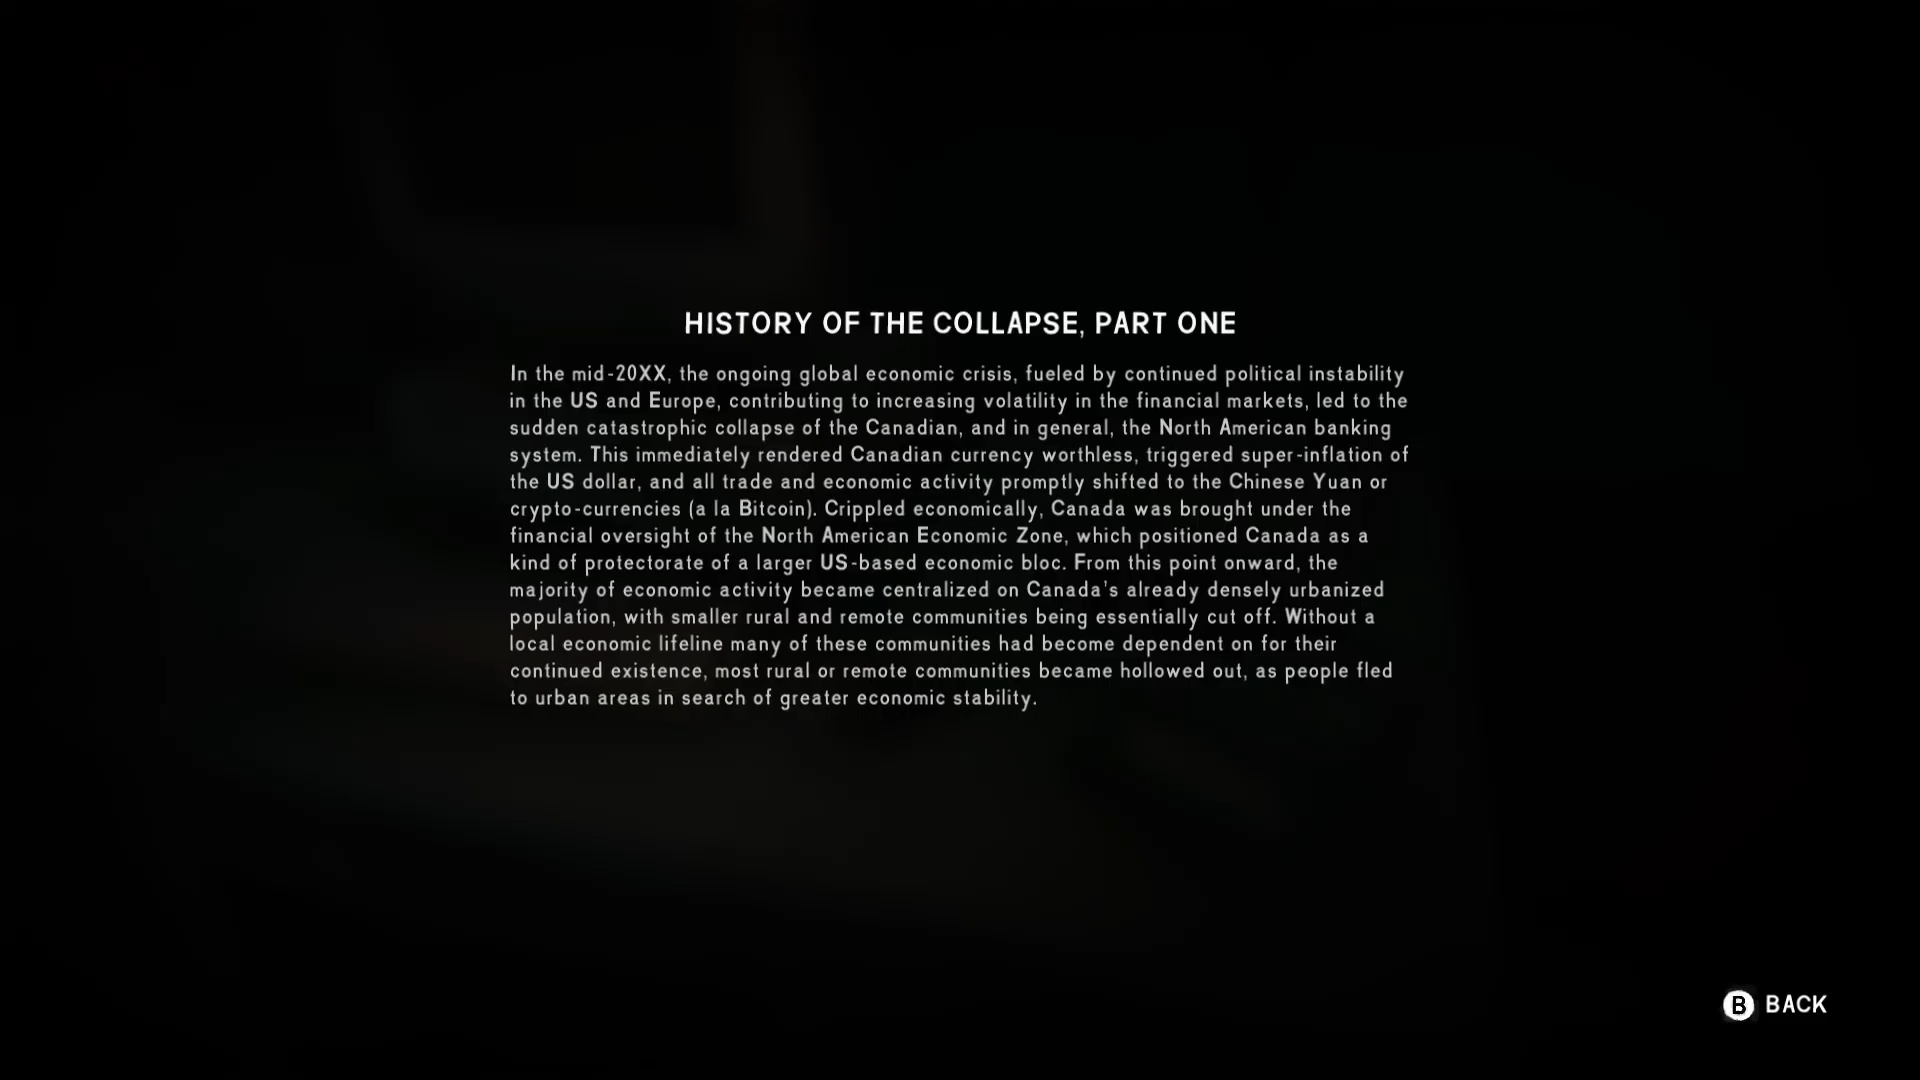 HISTORY OF THE COLLAPSE, PART ONE
In the mid-20XX, the ongoing global economic crisis, fueled by continued political instability
in the US and Europe, contributing to increasing volatility in the financial markets, led to the
sudden catastrophic collapse of the Canadian, and in general, the North American banking
system. This immediately rendered Canadian currency worthless, triggered super-inflation of
the US dollar, and all trade and economic activity promptly shifted to the Chinese Yuan or
crypto-currencies (a la Bitcoin). Crippled economically, Canada was brought under the
financial oversight of the North American Economic Zone, which positioned Canada as a
kind of protectorate of a larger US-based economic bloc. From this point onward, the
majority of economic activity became centralized on Canada's already densely urbanized
population, with smaller rural and remote communities being essentially cut off. Without a
local economic lifeline many of these communities had become dependent on for their
continued existence, most rural or remote communities became hollowed out, as people fled
to urban areas in search of greater economic stability.
B BACK